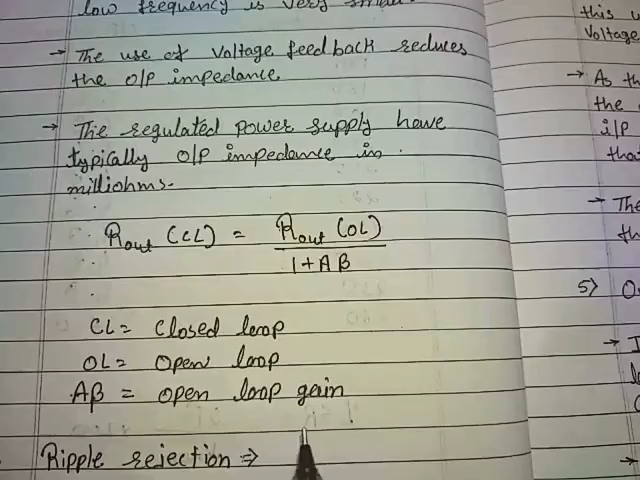 low frequency is very small.
→ The use of voltage feedback reduces
the o/p impedance
→ The regulated power supply have
typically o/p impedance in
milliohms.
Rout (CL) = Rout (OL)
1+Aβ
CL = Closed loop
OL = Open loop
Aβ = open loop gain
Ripple rejection ⇒
this
voltage
→ As th
the
i/p
tha
→ The
th
5) O
→ I
→